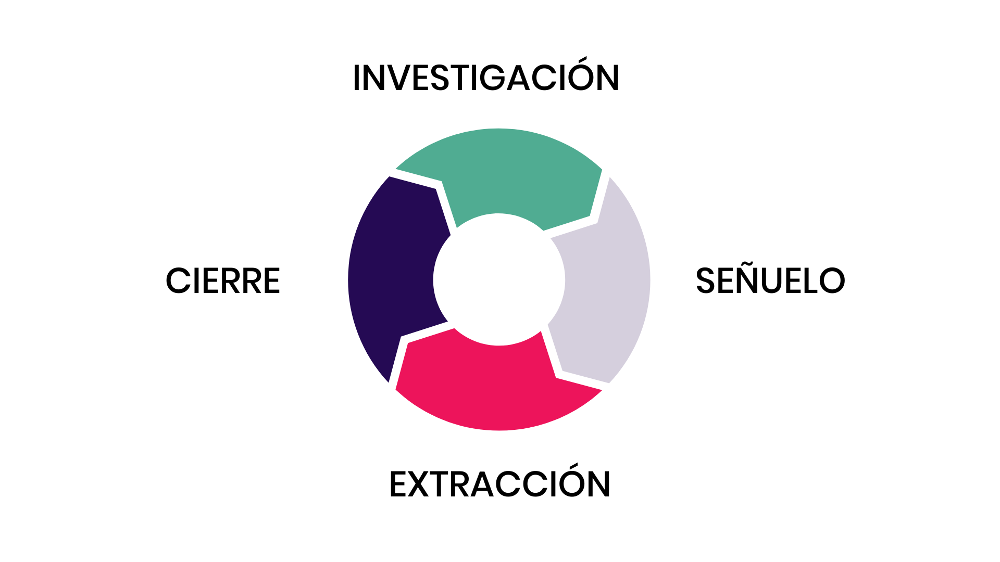 INVESTIGACIÓN
CIERRE
SEÑUELO
EXTRACCIÓN